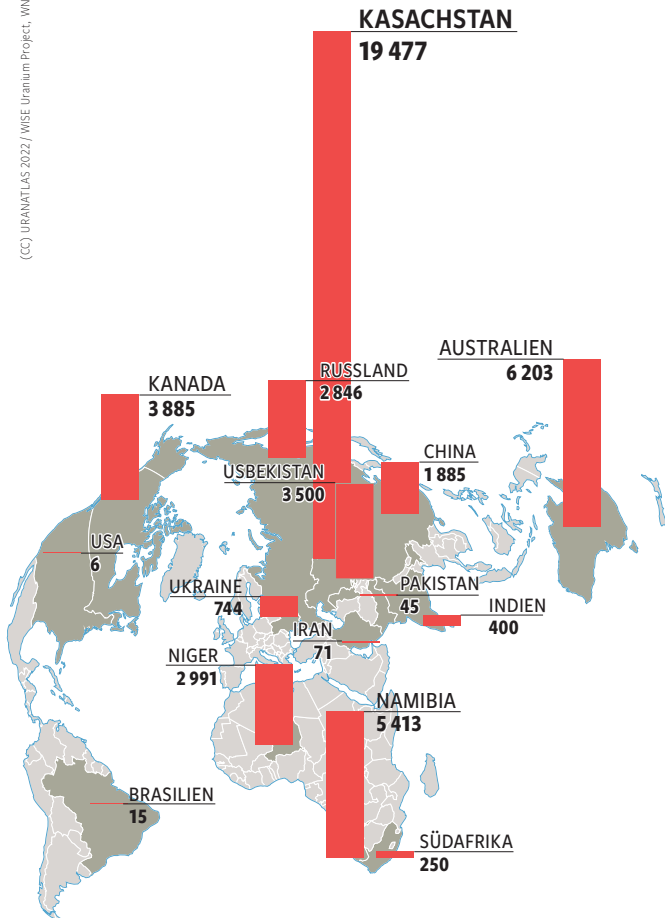 (CC) URANATLAS 2022 / WISE Uranium Project, WN
KASACHSTAN
19 477
AUSTRALIEN
6 203
RUSSLAND
2 846
KANADA
3 885
CHINA
1 885
USBEKISTAN
3 500
USA
6
UKRAINE
744
PAKISTAN
45
INDIEN
400
IRAN
71
NIGER
2 991
NAMIBIA
5 413
BRASILIEN
15
SÜDAFRIKA
250